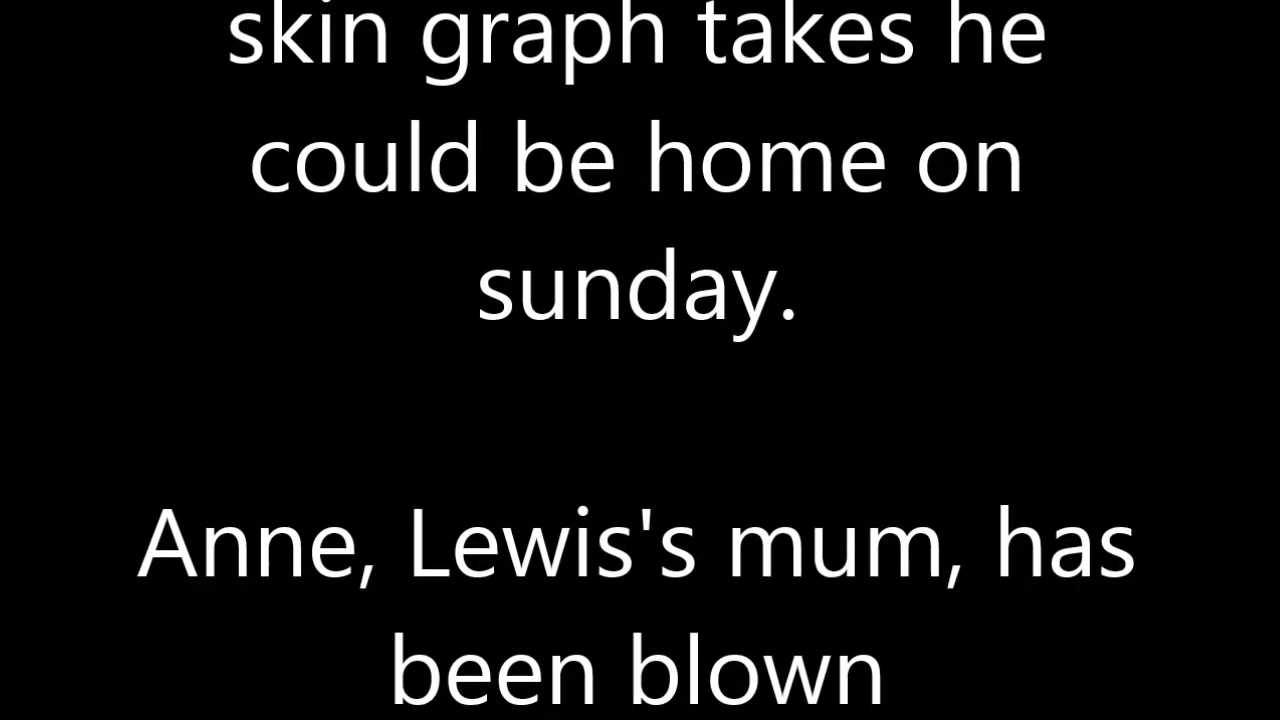 skin graph takes he
could be home on
sunday.
Anne, Lewis's mum, has
been blown